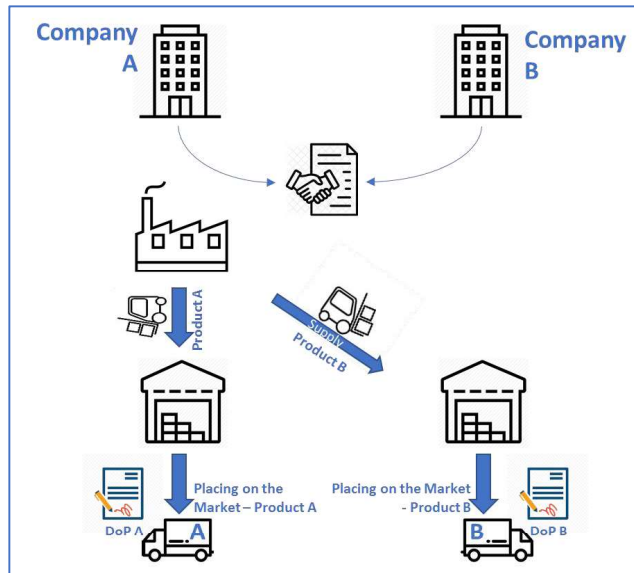 Company
A
Company
B
Product A
Supply
Product B
Placing on the
Market – Product A
Placing on the Market
- Product B
DoP A
A
B
DoP B